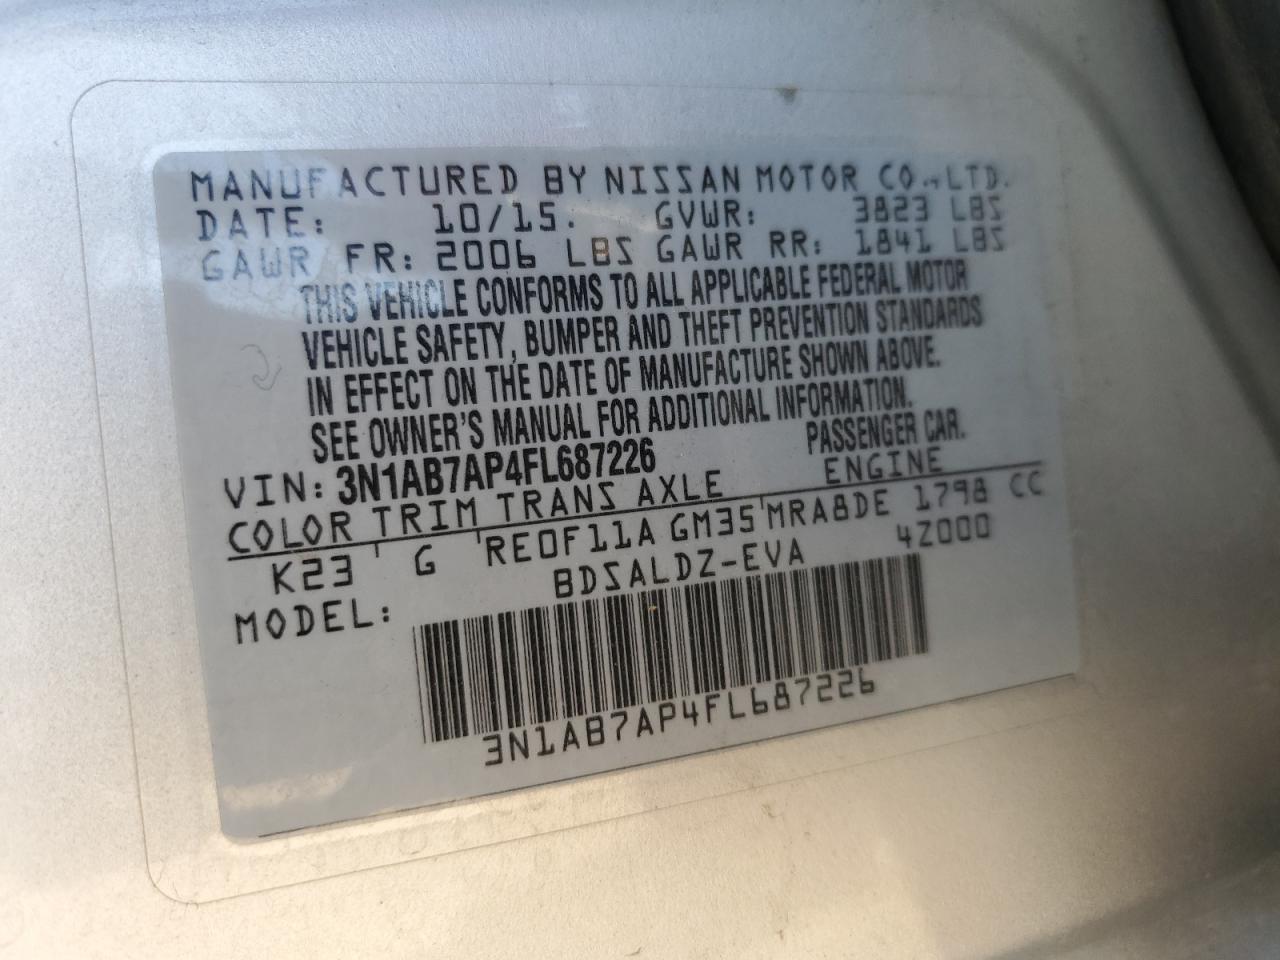 MANUFACTURED BY NISSAN MOTOR CO., LTD.
DATE: 10/15. GVWR: 3823 LBS
GAWR FR: 2006 LBS GAWR RR: 1841 LBS
THIS VEHICLE CONFORMS TO ALL APPLICABLE FEDERAL MOTOR
VEHICLE SAFETY, BUMPER AND THEFT PREVENTION STANDARDS
IN EFFECT ON THE DATE OF MANUFACTURE SHOWN ABOVE.
SEE OWNER'S MANUAL FOR ADDITIONAL INFORMATION.
VIN: 3N1AB7AP4FL687226 PASSENGER CAR.
COLOR TRIM TRANS AXLE ENGINE
K23 G RE0F11A GM35 MRA8DE 1798 CC
MODEL: BDSALDZ-EVA 4Z000
3N1AB7AP4FL687226